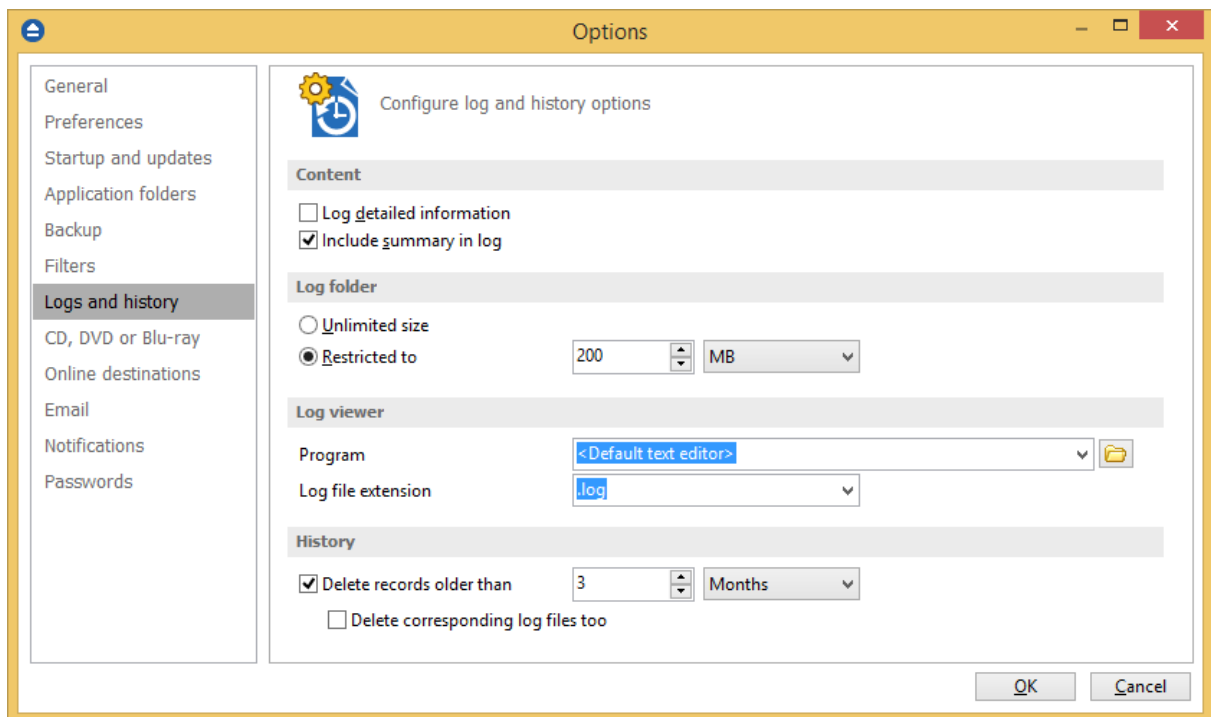 Options
General
Preferences
Startup and updates
Application folders
Backup
Filters
Logs and history
CD, DVD or Blu-ray
Online destinations
Email
Notifications
Passwords
Configure log and history options
Content
Log detailed information
Include summary in log
Log folder
Unlimited size
Restricted to 200 MB
Log viewer
Program <Default text editor>
Log file extension .log
History
Delete records older than 3 Months
Delete corresponding log files too
OK Cancel